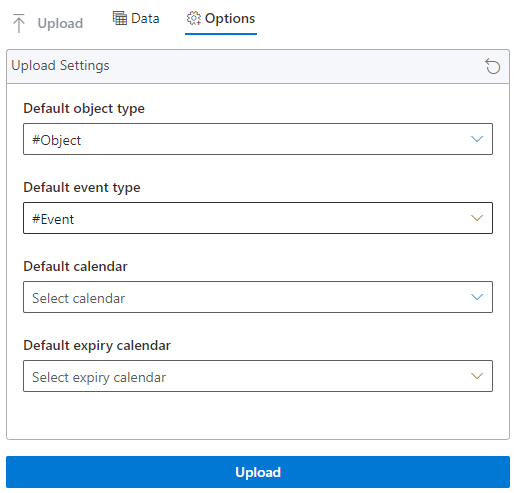 Upload Data Options
Upload Settings
Default object type
#Object
Default event type
#Event
Default calendar
Select calendar
Default expiry calendar
Select expiry calendar
Upload